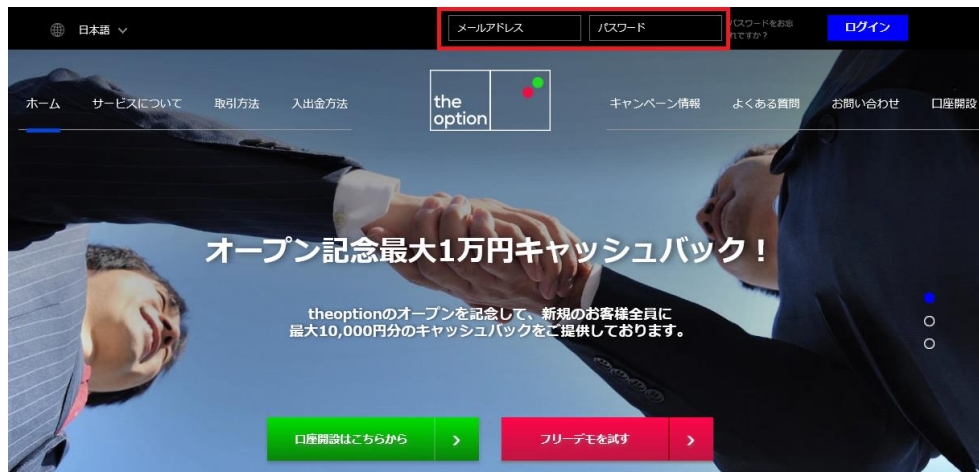 日本語
メールアドレス
パスワード
パスワードをお忘
れですか？
ログイン
ホーム
サービスについて
取引方法
入出金方法
the
option
キャンペーン情報
よくある質問
お問い合わせ
口座開設
オープン記念最大1万円キャッシュバック！
theoptionのオープンを記念して、新規のお客様全員に
最大10,000円分のキャッシュバックをご提供しております。
口座開設はこちらから
フリーデモを試す